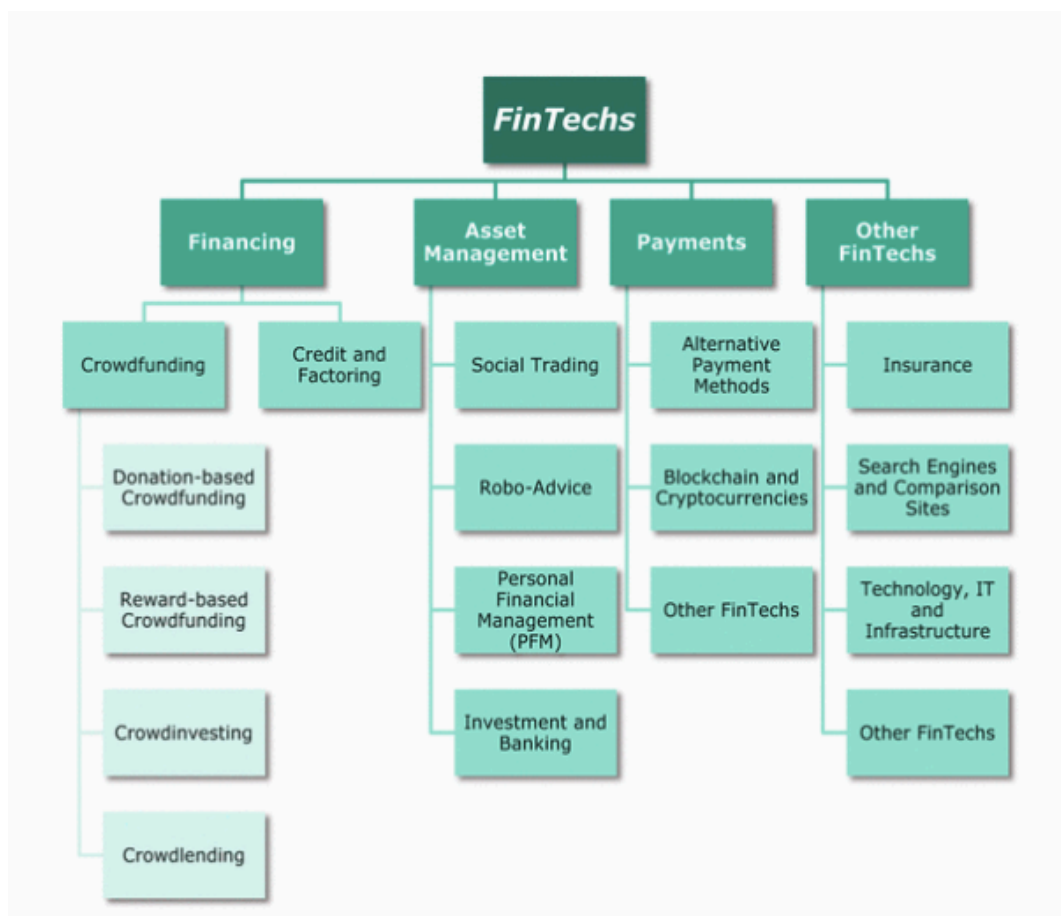 FinTechs
Financing
Asset
Management
Payments
Other
FinTechs
Crowdfunding
Credit and
Factoring
Social Trading
Alternative
Payment
Methods
Insurance
Donation-based
Crowdfunding
Robo-Advice
Blockchain and
Cryptocurrencies
Search Engines
and Comparison
Sites
Reward-based
Crowdfunding
Personal
Financial
Management
(PFM)
Other FinTechs
Technology, IT
and
Infrastructure
Crowdinvesting
Investment and
Banking
Other FinTechs
Crowdlending